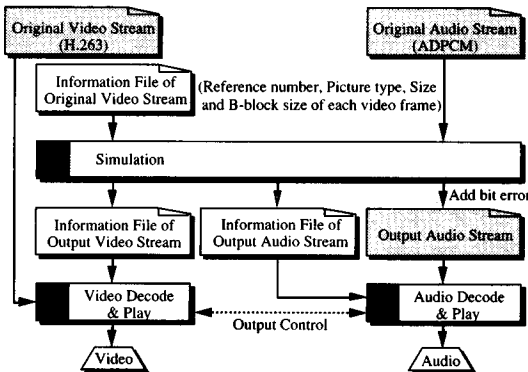 Original Video Stream
(H.263)
Original Audio Stream
(ADPCM)
Information File of
Original Video Stream
(Reference number, Picture type, Size
and B-block size of each video frame)
Simulation
Add bit error
Information File of
Output Video Stream
Information File of
Output Audio Stream
Output Audio Stream
Video Decode
& Play
Output Control
Audio Decode
& Play
Video
Audio